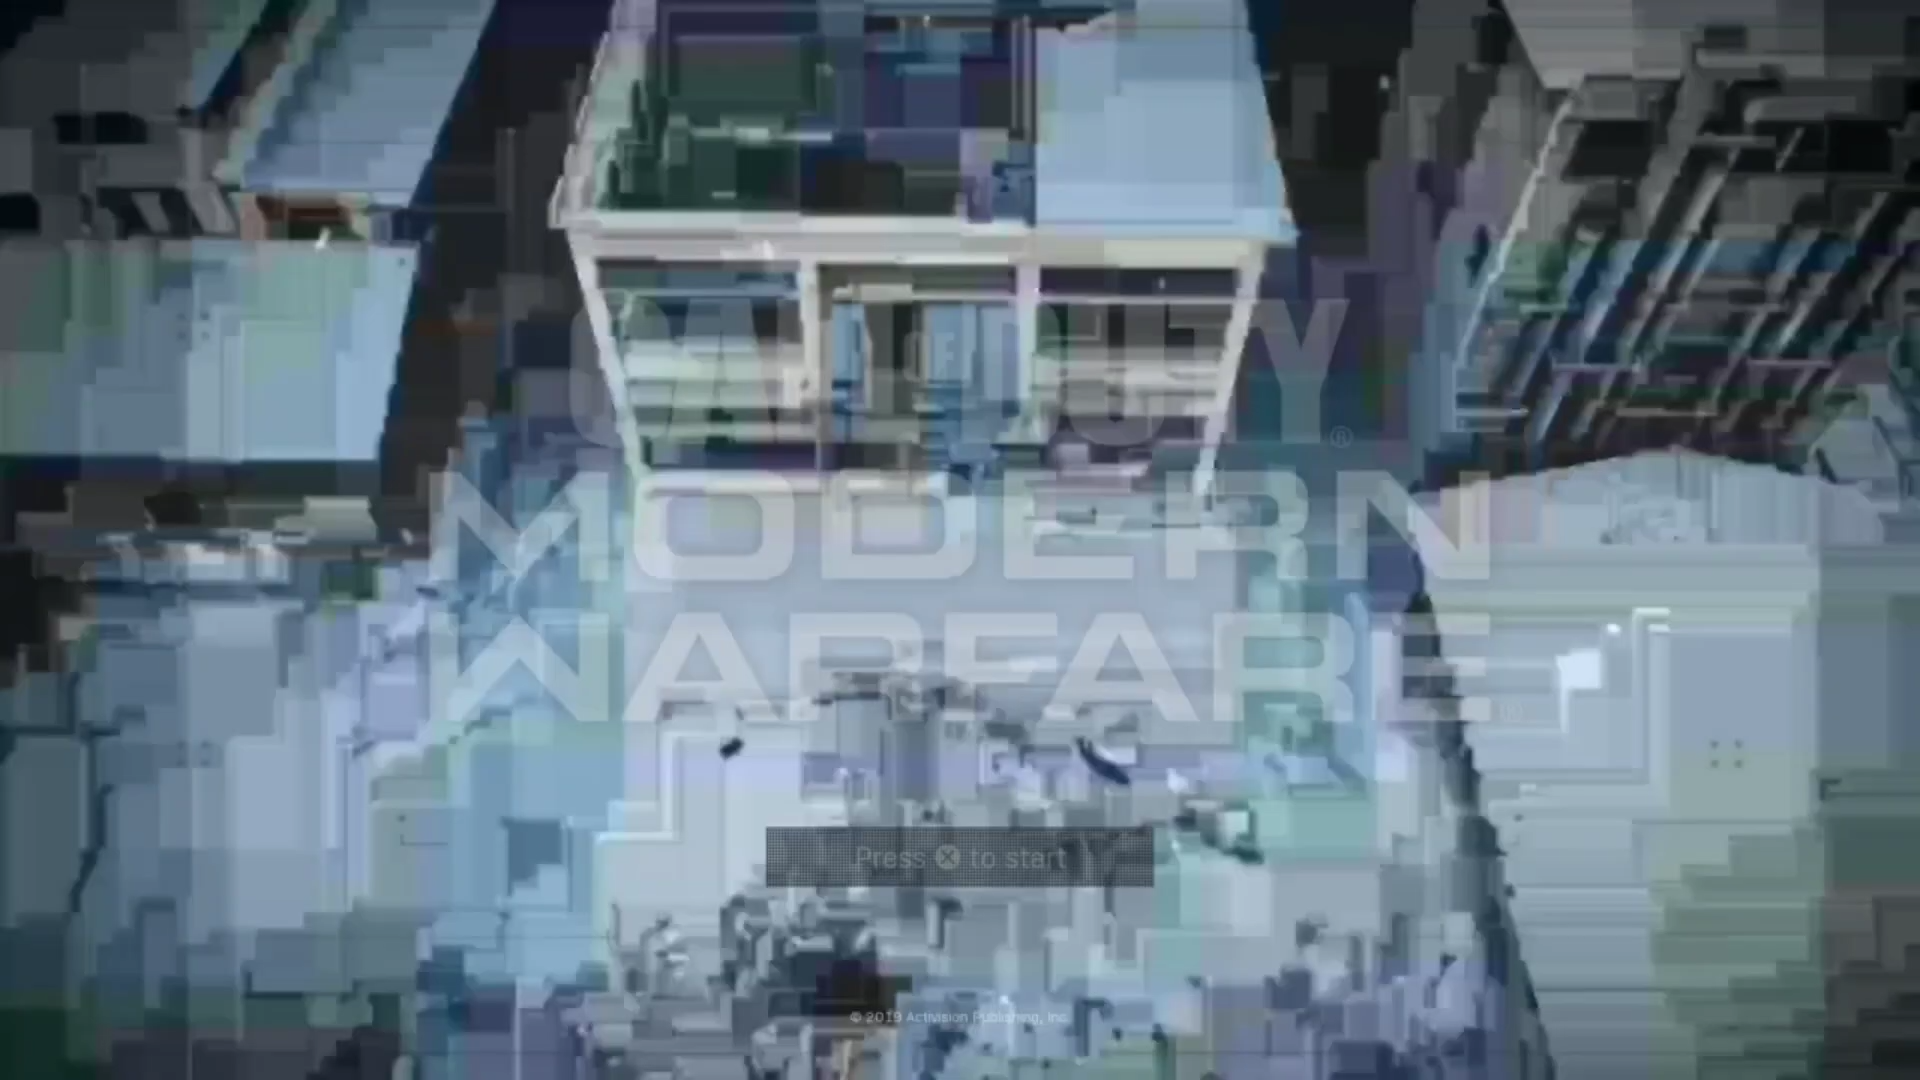 CALL OF DUTY®
MODERN
WARFARE®
Press ⊗ to start
© 2019 Activision Publishing, Inc.